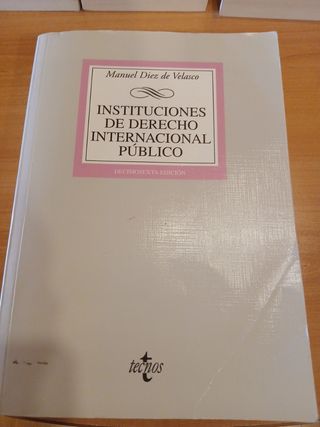 Manuel Diez de Velasco
INSTITUCIONES
DE DERECHO
INTERNACIONAL
PÚBLICO
DECIMOSEXTA EDICIÓN
tecnos